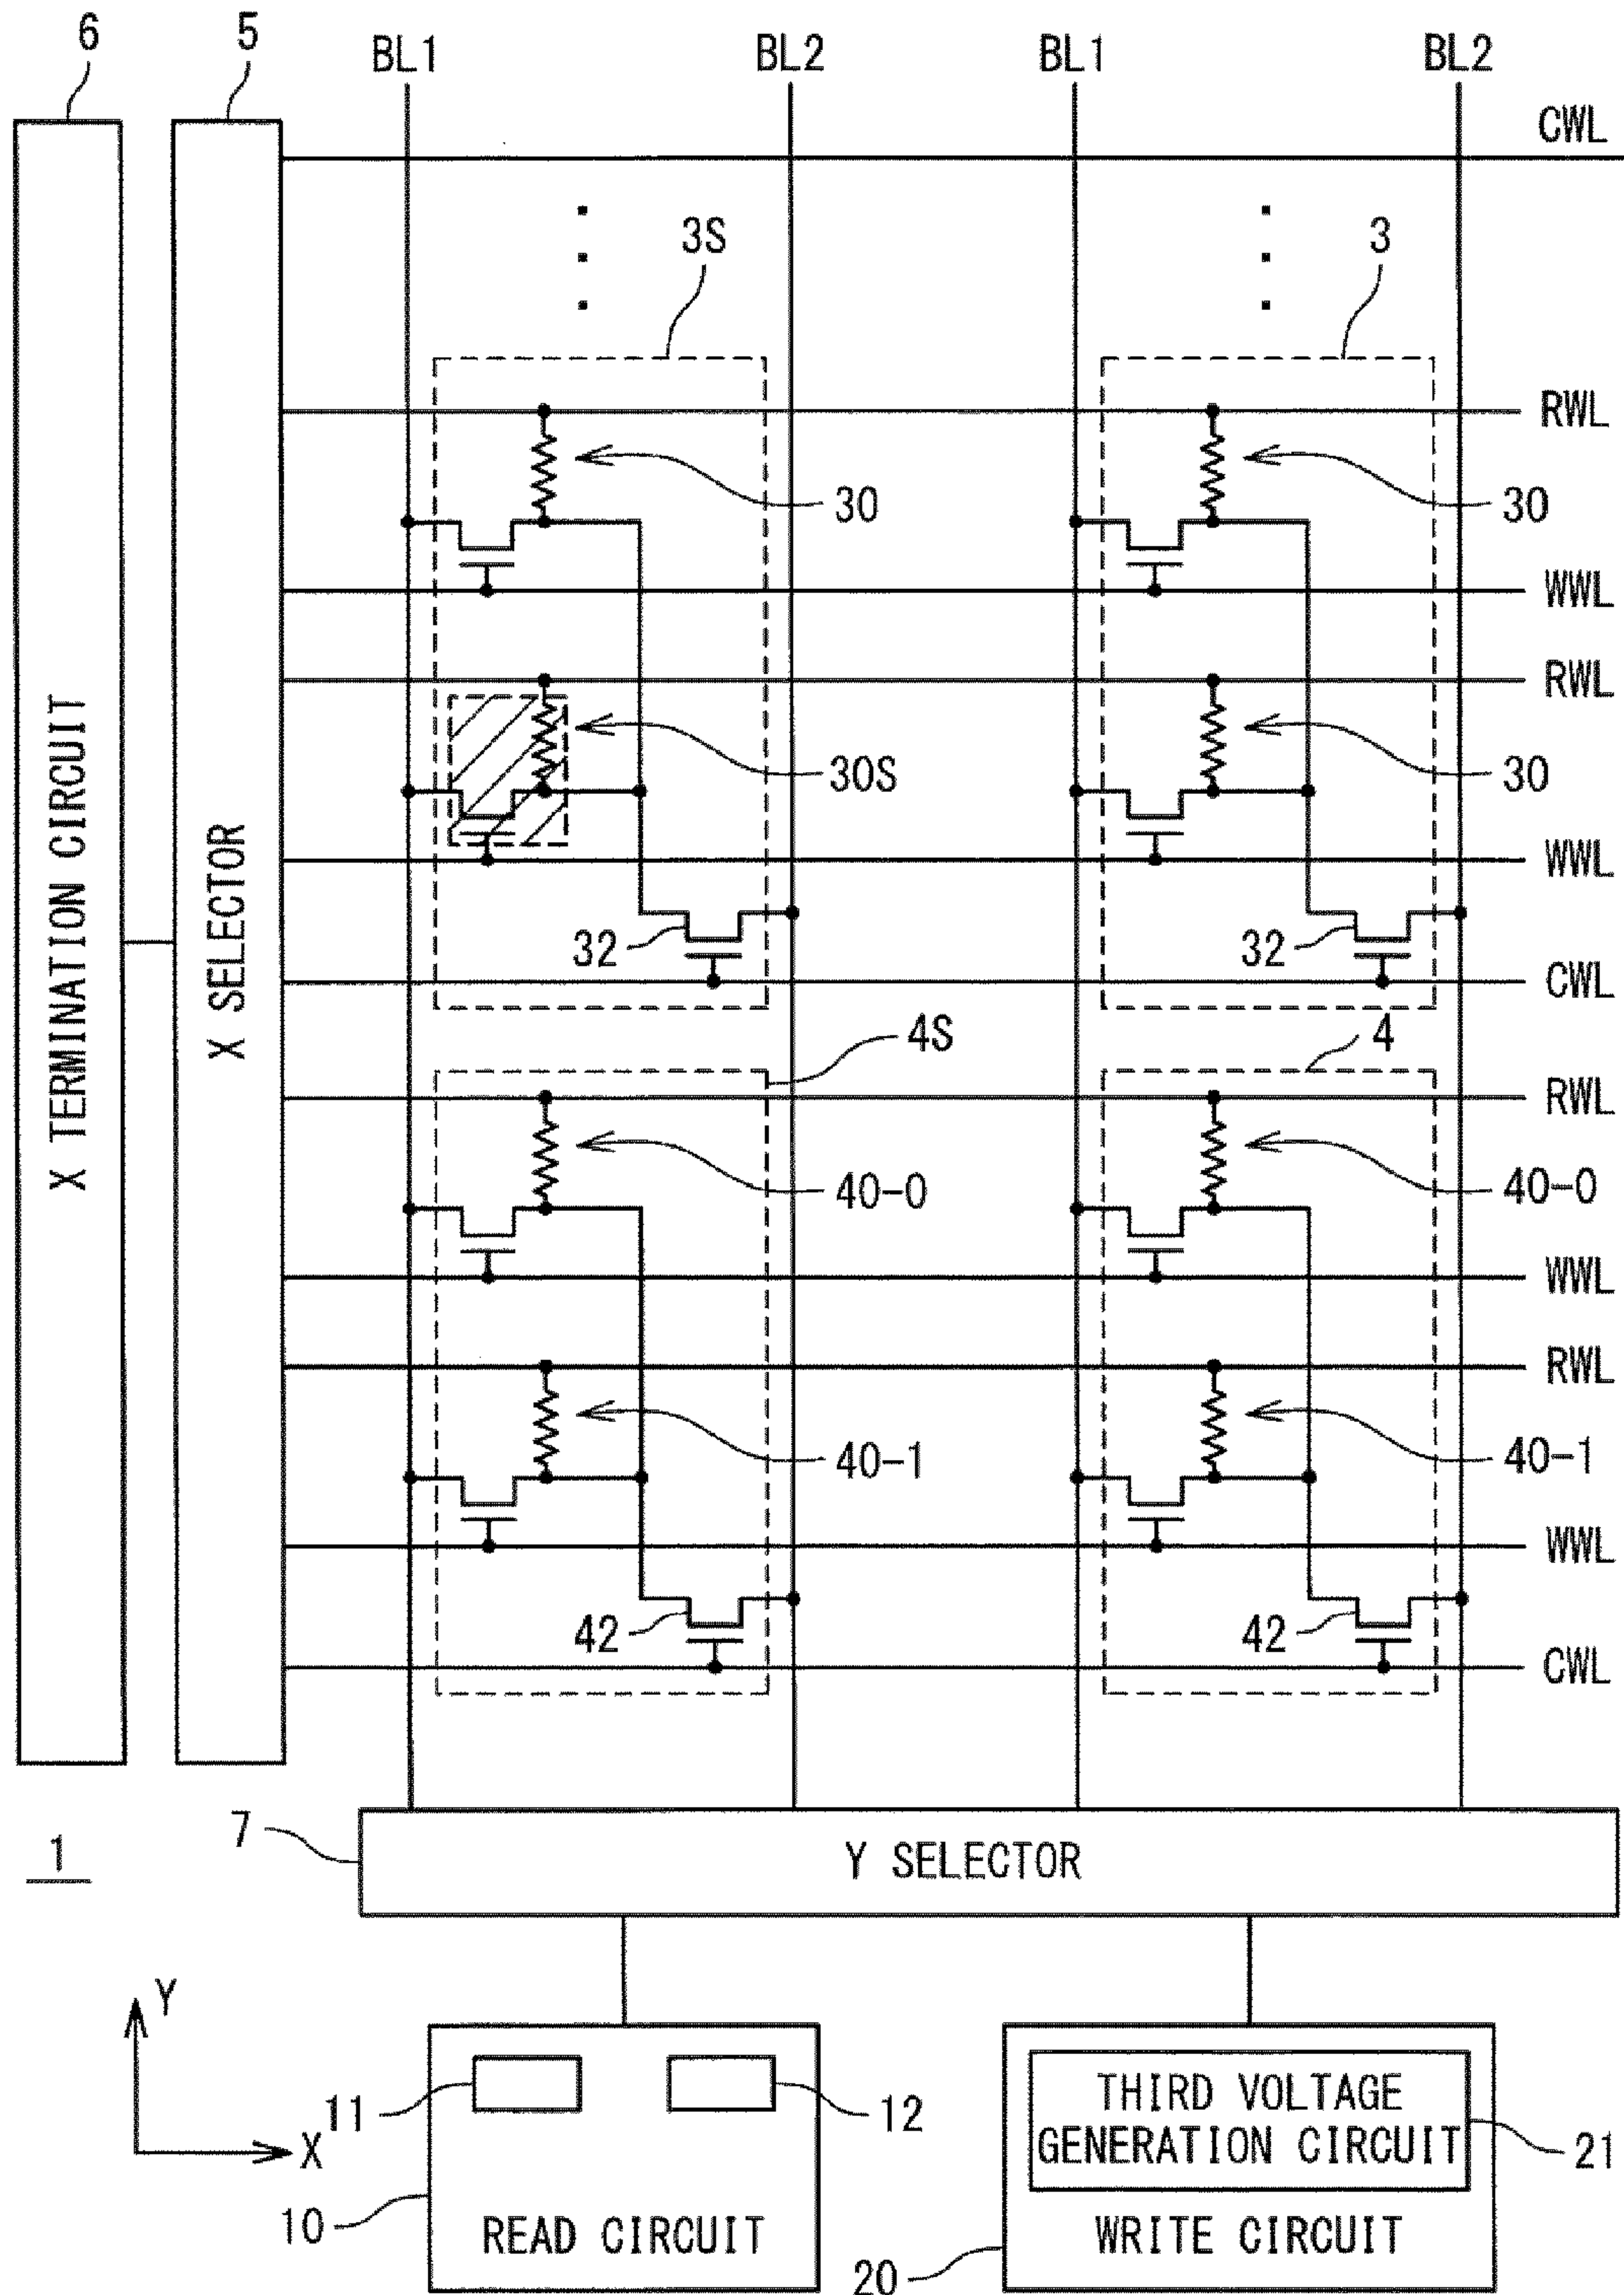 6 5 BL1 BL2 BL1 BL2
CWL
3S 3
RWL
30 30
WWL
RWL
30S 30
WWL
32 32
CWL
4S 4
RWL
40-0 40-0
WWL
RWL
40-1 40-1
WWL
42 42
CWL
X TERMINATION CIRCUIT
X SELECTOR
7
Y SELECTOR
1
Y
X
11 12
THIRD VOLTAGE
GENERATION CIRCUIT
21
10
READ CIRCUIT
WRITE CIRCUIT
20